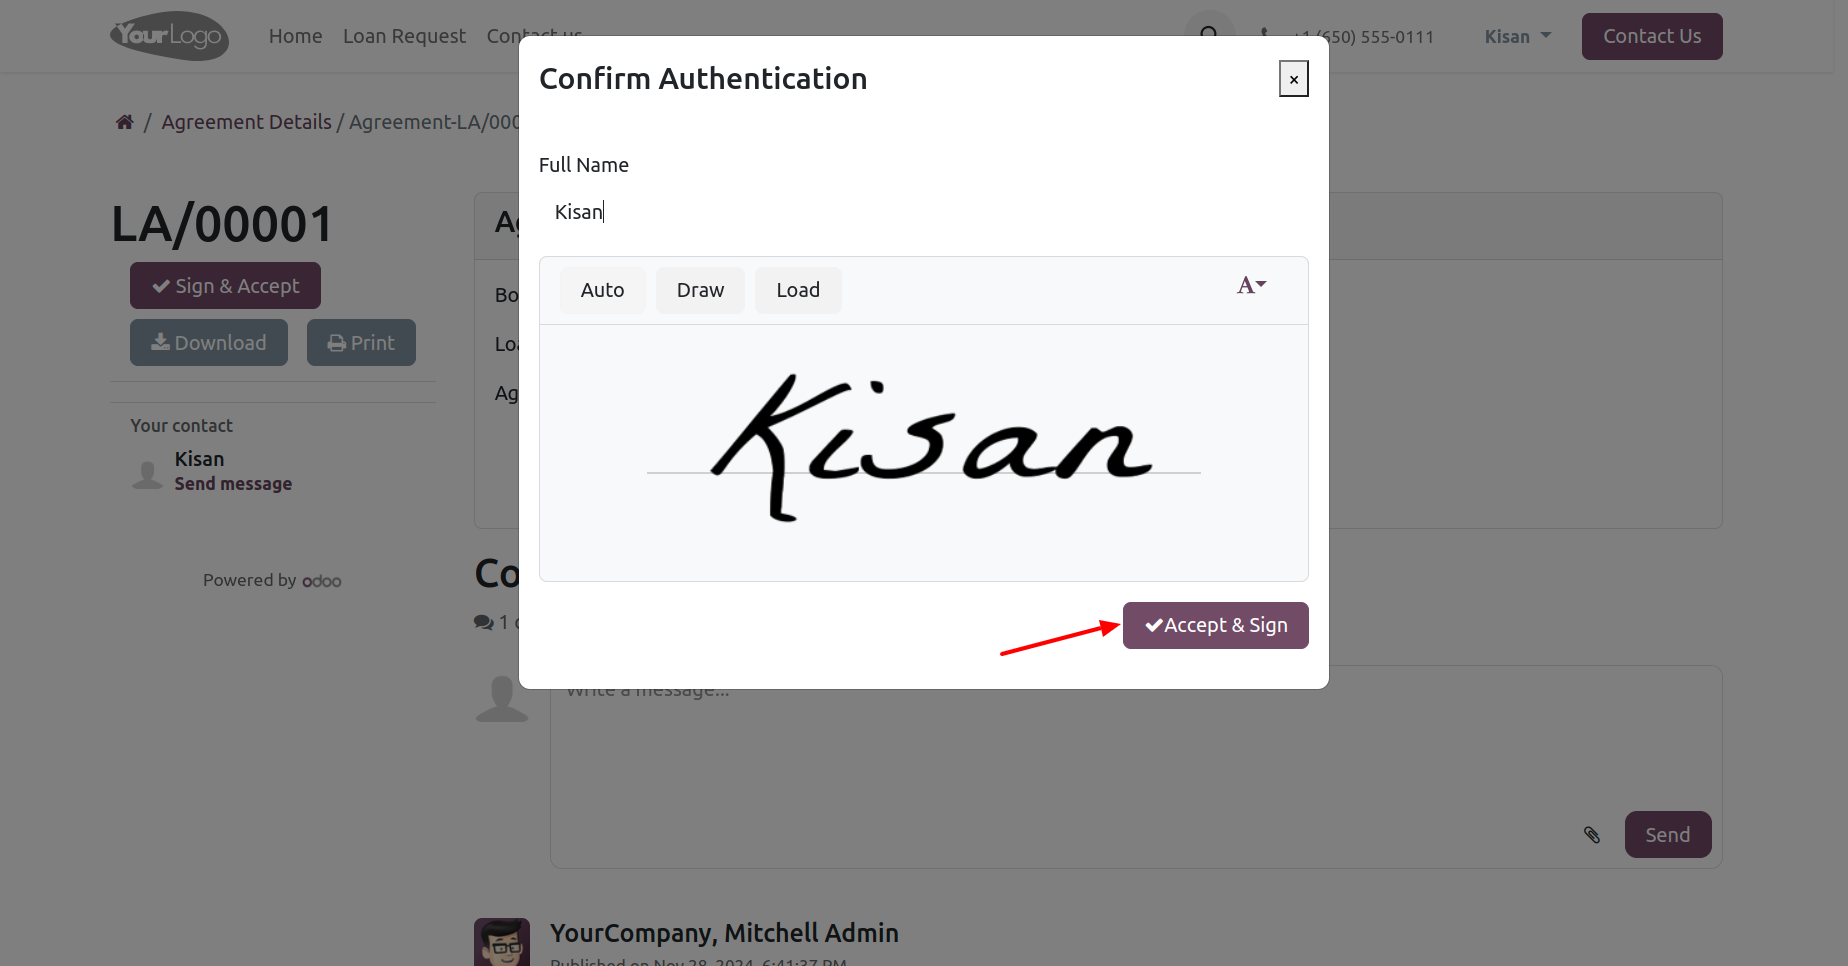 YourLogo Home Loan Request Contact us +1 (650) 555-0111 Kisan Contact Us
Confirm Authentication ×
/ Agreement Details / Agreement-LA/000
Full Name
Kisan
LA/00001
Ag
Sign & Accept
Auto Draw Load A
Bo
Download Print
Loa
Kisan
Ag
Your contact
Kisan
Send message
Powered by odoo
Co
1 c
Accept & Sign
Write a message...
Send
YourCompany, Mitchell Admin
Published on Nov 28, 2024, 6:41:37 PM